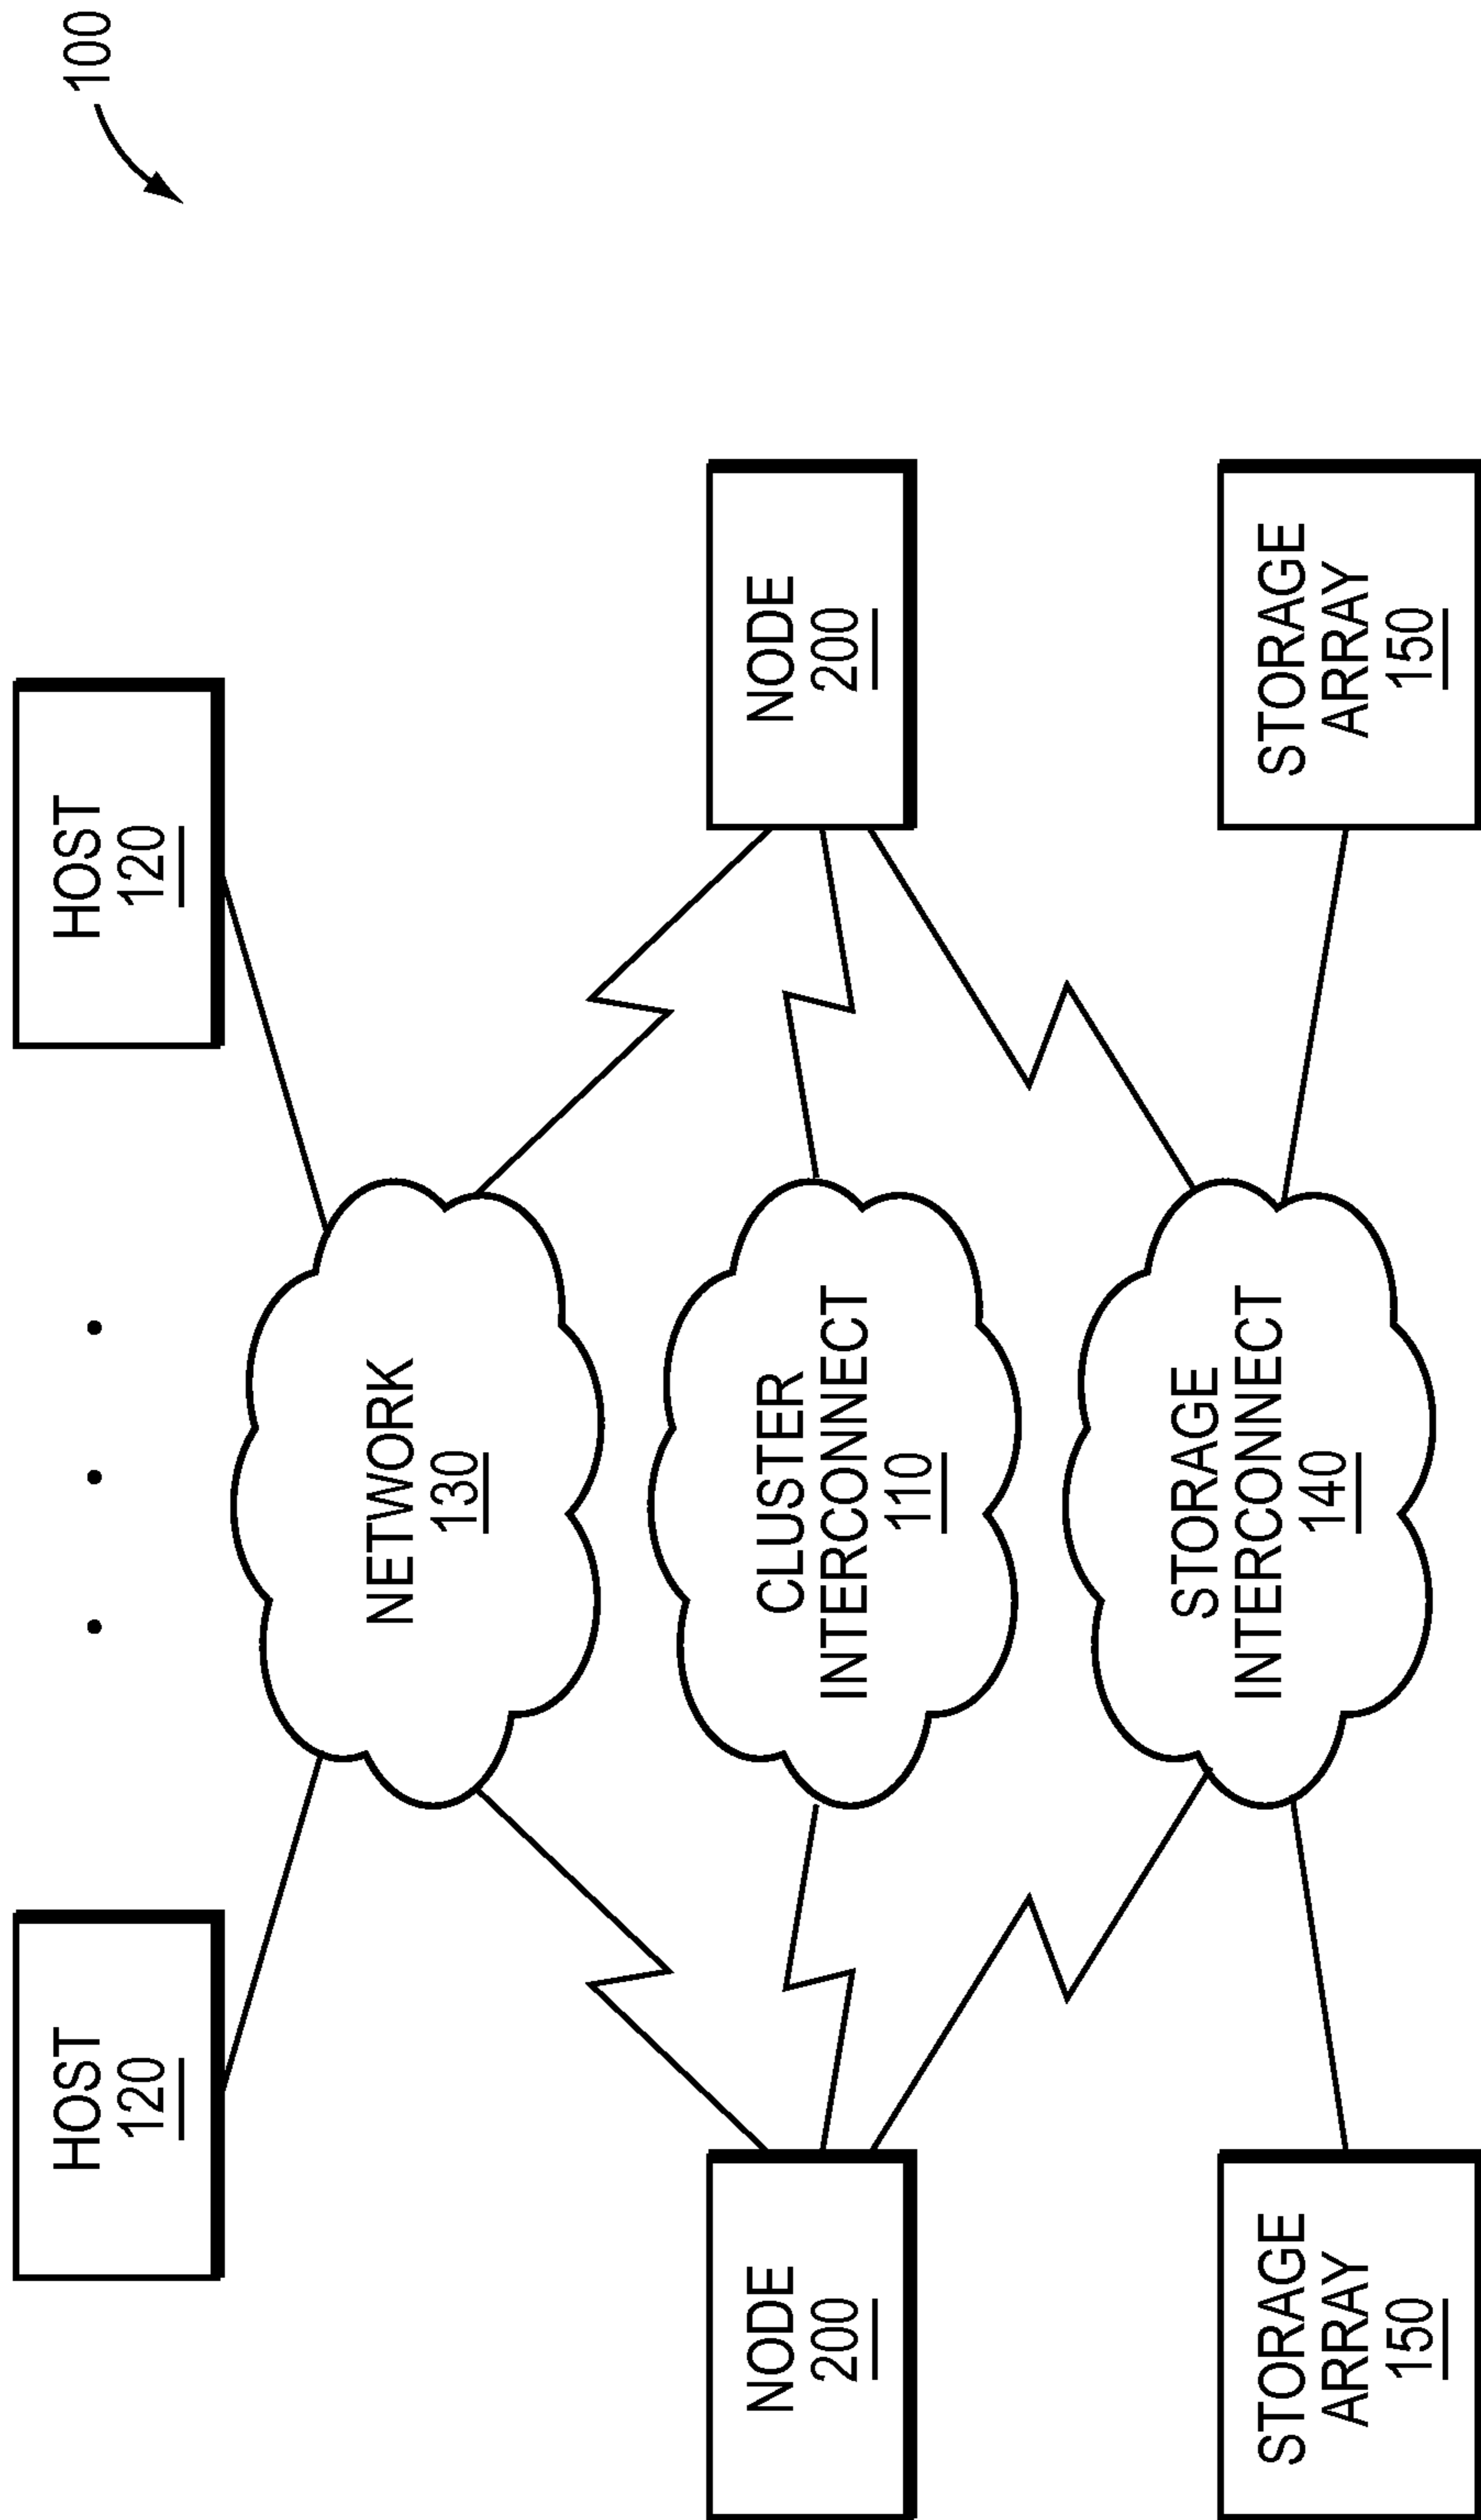 100
HOST
120
HOST
120
NETWORK
130
NODE
200
CLUSTER
INTERCONNECT
110
NODE
200
STORAGE
ARRAY
150
STORAGE
INTERCONNECT
140
STORAGE
ARRAY
150